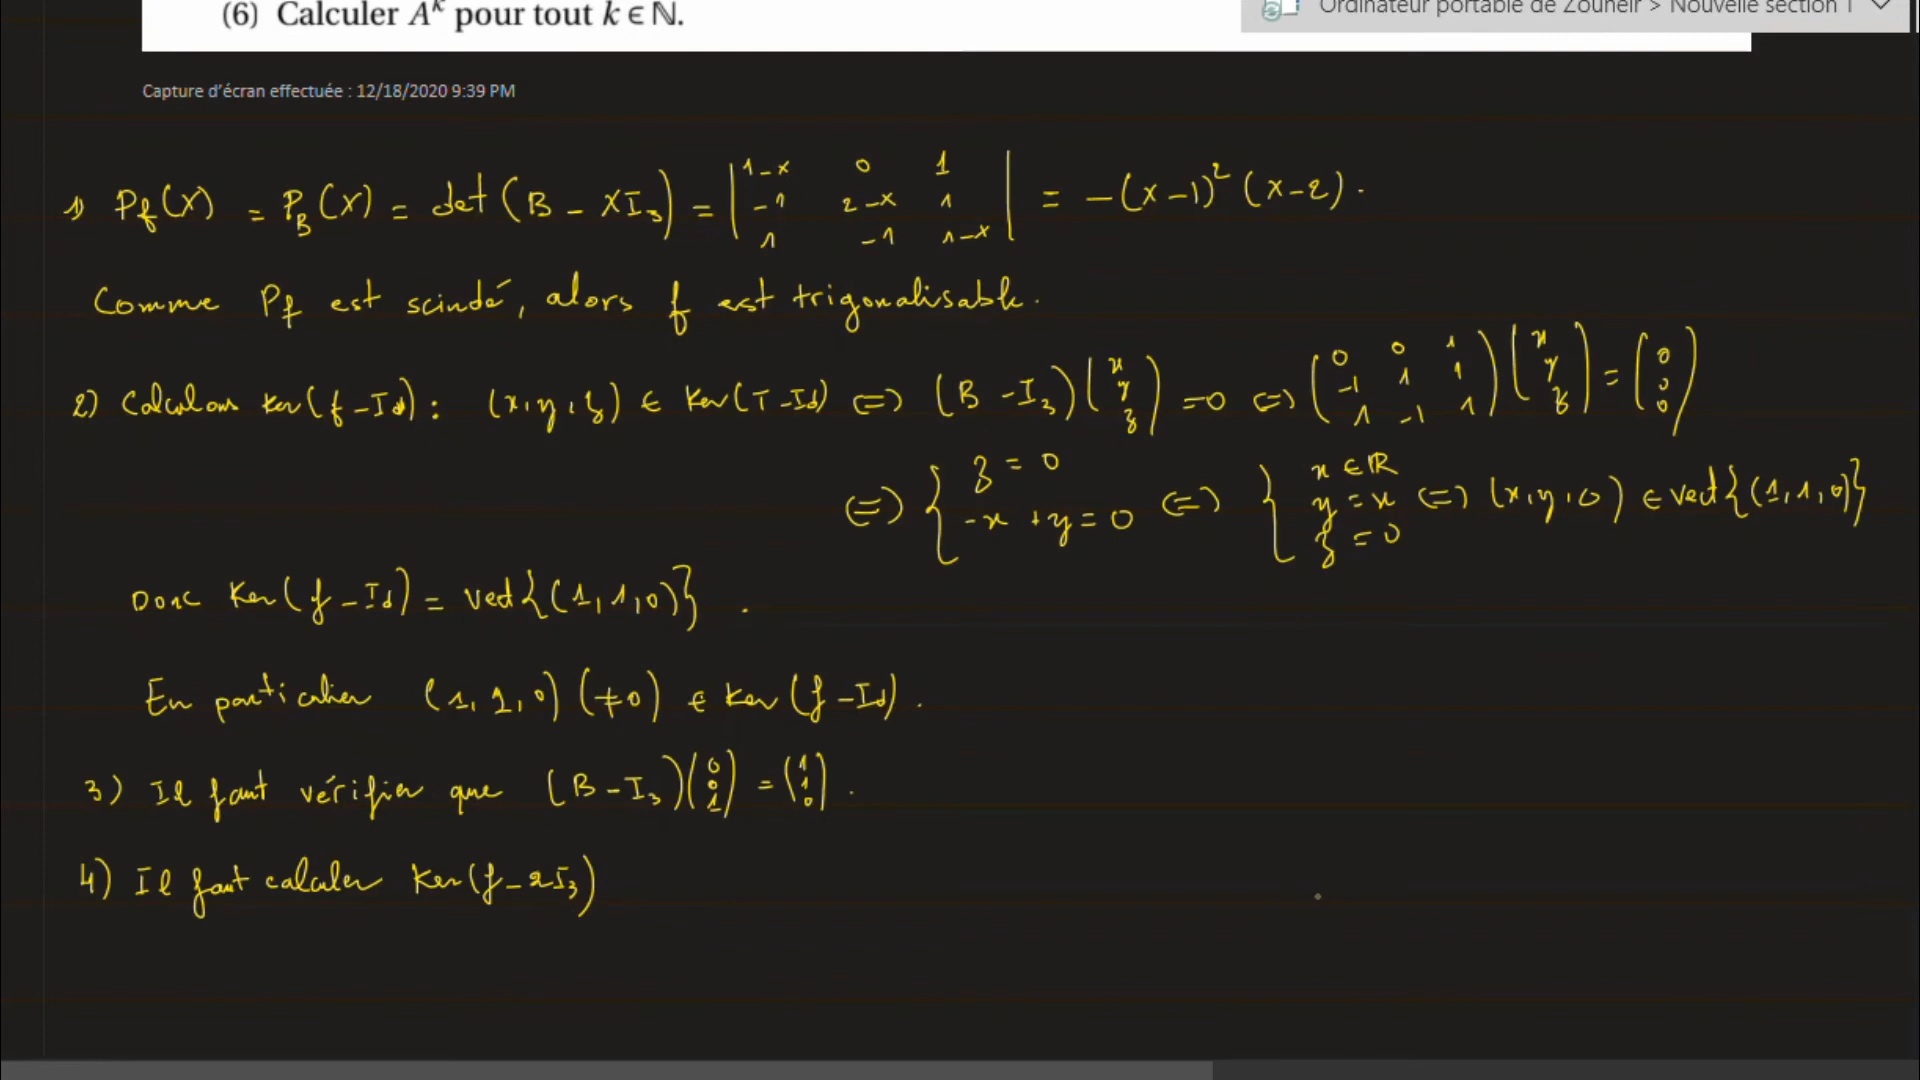 (6) Calculer A^k pour tout k ∈ ℕ.
Ordinateur portable de Zouheir > Nouvelle section 1
Capture d'écran effectuée : 12/18/2020 9:39 PM
1) P_f(X) = P_B(X) = det(B - XI_3) = |1-x 0 1; -1 2-x 1; 1 -1 1-x| = -(x-1)^2 (x-2).
Comme P_f est scindé, alors f est trigonalisable.
2) Calculons Ker(f-Id) : (x,y,z) ∈ Ker(T-Id) ⇔ (B-I_3)(x; y; z) = 0 ⇔ (0 0 1; -1 1 1; 1 -1 1)(x; y; z) = (0; 0; 0)
⇔ { z = 0; -x + y = 0 ⇔ { x ∈ ℝ; y = x; z = 0 ⇔ (x,y,0) ∈ vect{(1,1,0)}
Donc Ker(f-Id) = vect{(1,1,0)}.
En particulier (1,1,0) (≠0) ∈ Ker(f-Id).
3) Il faut vérifier que (B-I_3)(0; 0; 1) = (1; 1; 0).
4) Il faut calculer Ker(f-2I_3)